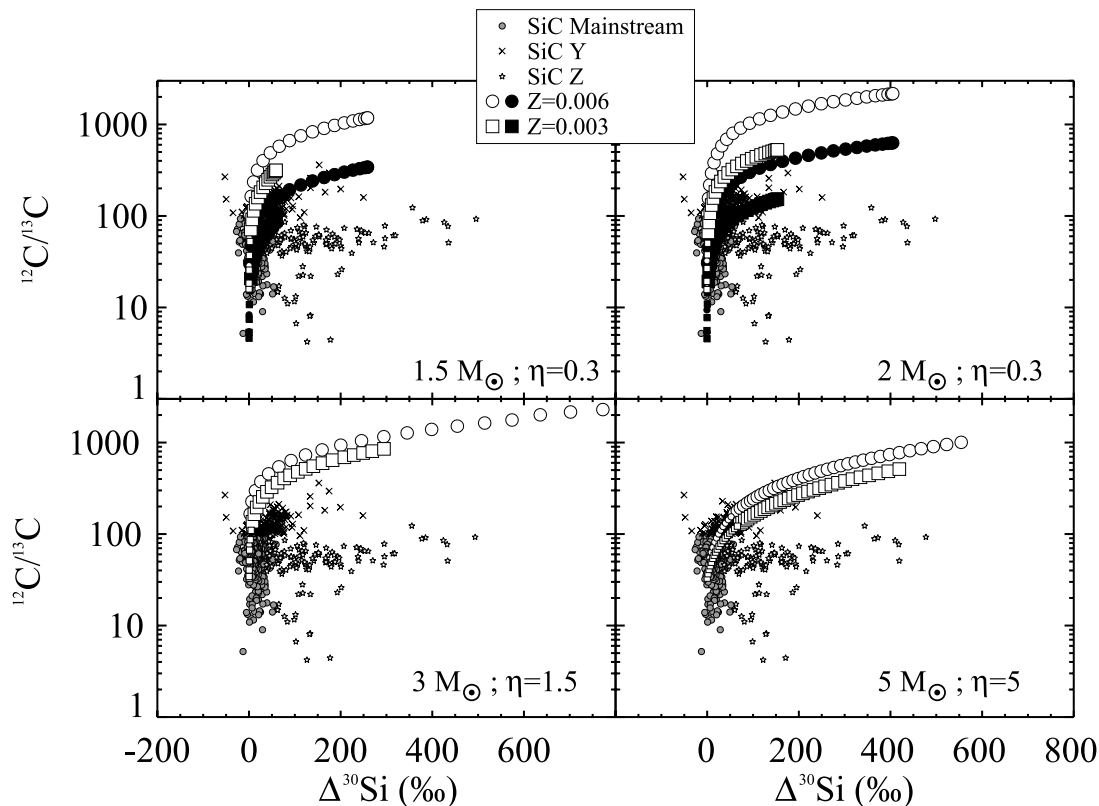 SiC Mainstream
SiC Y
SiC Z
Z=0.006
Z=0.003
1000
100
10
1
¹²C/¹³C
1.5 M☉ ; η=0.3
2 M☉ ; η=0.3
1000
100
10
1
¹²C/¹³C
3 M☉ ; η=1.5
5 M☉ ; η=5
-200 0 200 400 600 0 200 400 600 800
Δ³⁰Si (‰) Δ³⁰Si (‰)